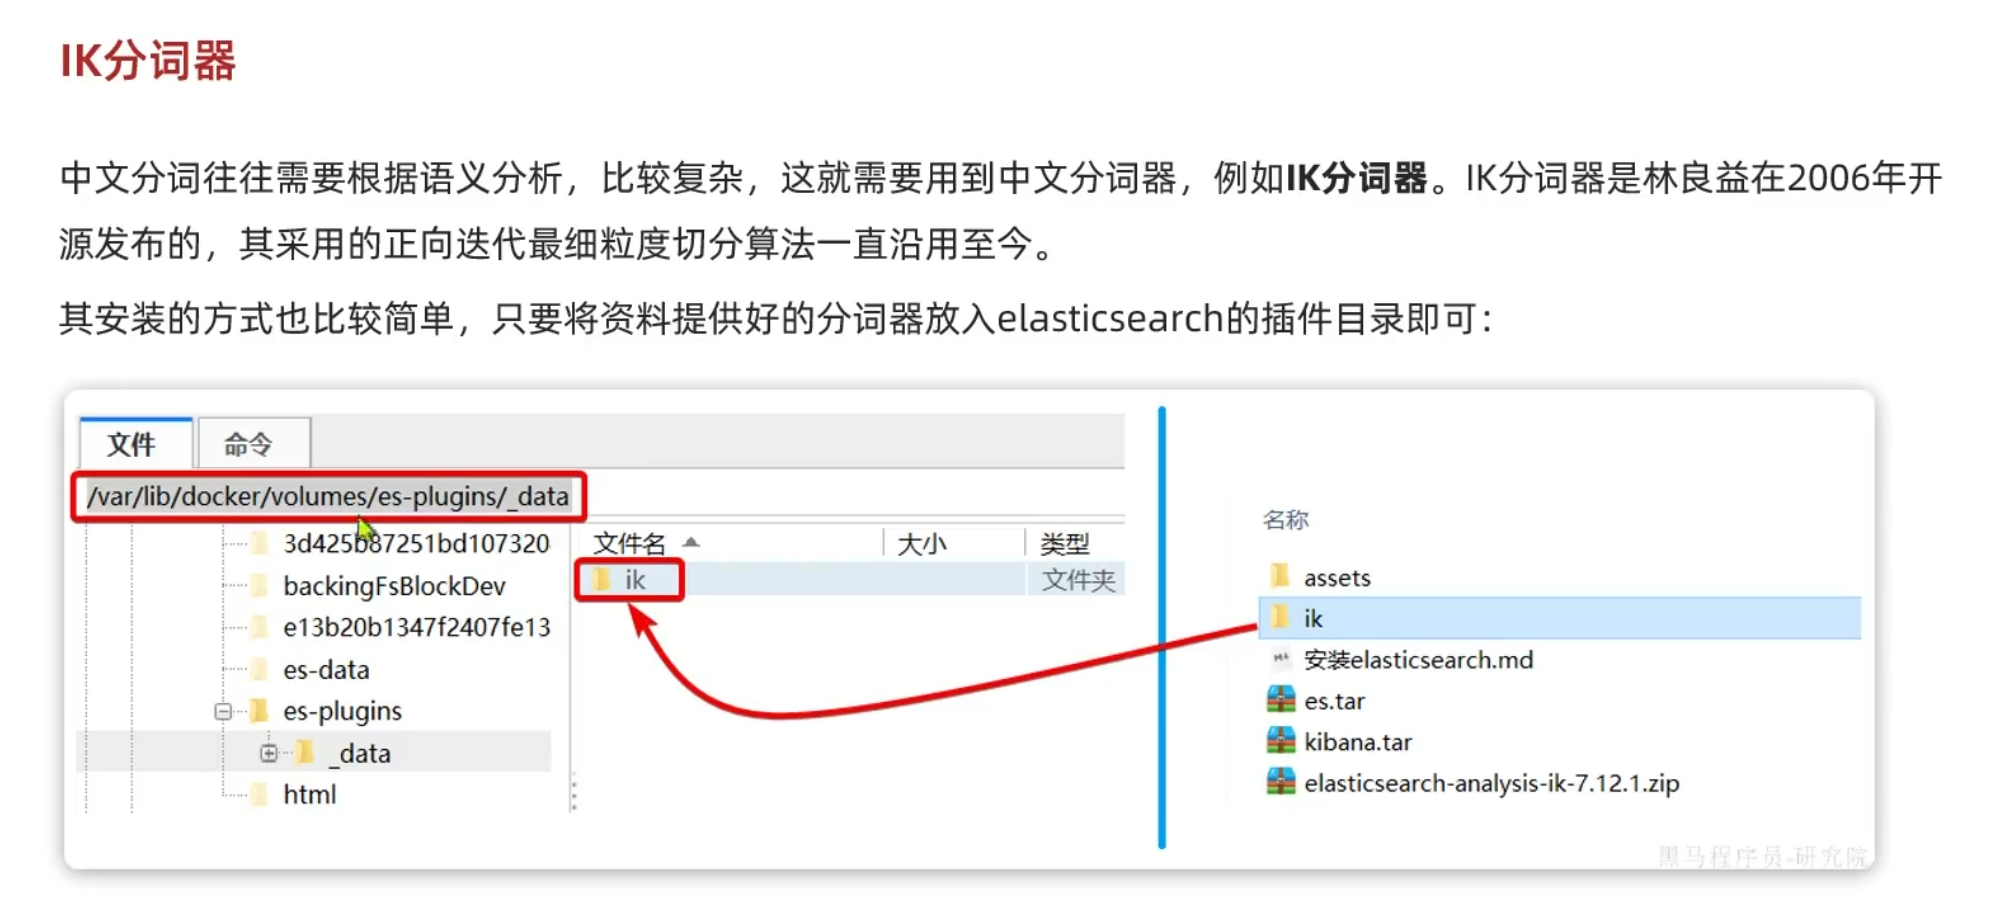 IK分词器
中文分词往往需要根据语义分析，比较复杂，这就需要用到中文分词器，例如IK分词器。IK分词器是林良益在2006年开
源发布的，其采用的正向迭代最细粒度切分算法一直沿用至今。
其安装的方式也比较简单，只要将资料提供好的分词器放入elasticsearch的插件目录即可：
文件 命令
/var/lib/docker/volumes/es-plugins/_data
3d425b87251bd107320
backingFsBlockDev
e13b20b1347f2407fe13
es-data
es-plugins
_data
html
文件名 大小 类型
ik 文件夹
名称
assets
ik
安装elasticsearch.md
es.tar
kibana.tar
elasticsearch-analysis-ik-7.12.1.zip
黑马程序员-研究院